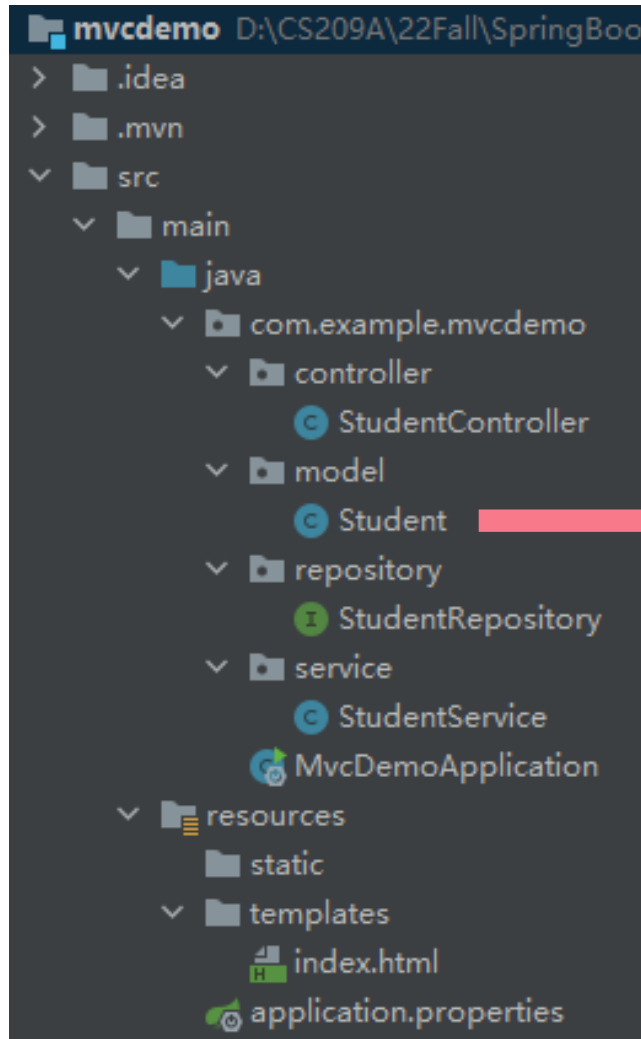 mvcdemo D:\CS209A\22Fall\SpringBoo
.idea
.mvn
src
main
java
com.example.mvcdemo
controller
C StudentController
model
C Student
repository
I StudentRepository
service
C StudentService
MvcDemoApplication
resources
static
templates
H index.html
application.properties